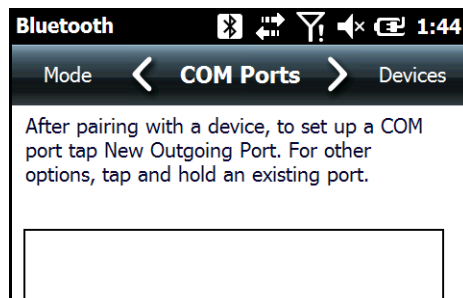 Bluetooth 1:44
Mode COM Ports Devices
After pairing with a device, to set up a COM
port tap New Outgoing Port. For other
options, tap and hold an existing port.